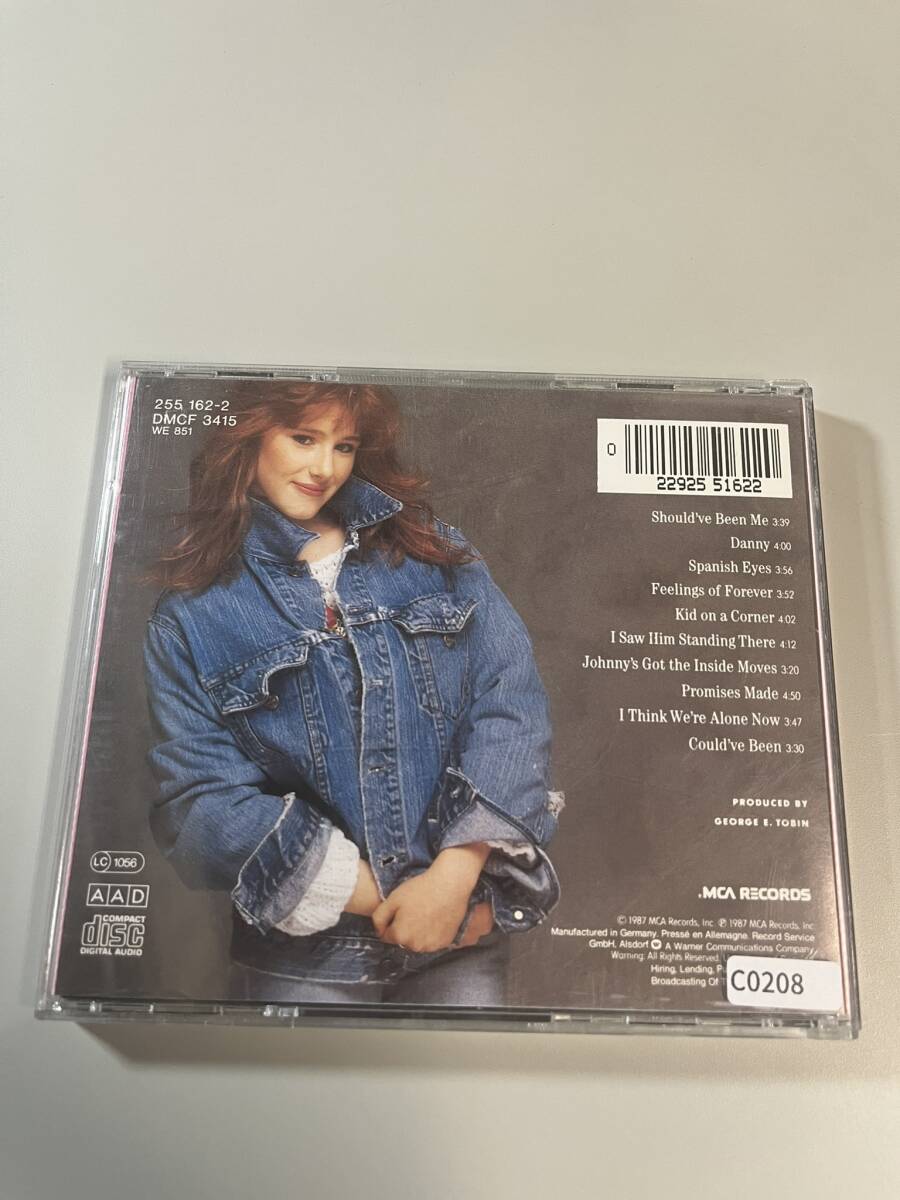 255 162-2
DMCF 3415
WE 851
0
22925 51622
Should've Been Me 3:39
Danny 4:00
Spanish Eyes 3:56
Feelings of Forever 3:52
Kid on a Corner 4:02
I Saw Him Standing There 4:12
Johnny's Got the Inside Moves 3:20
Promises Made 4:50
I Think We're Alone Now 3:47
Could've Been 3:30
PRODUCED BY
GEORGE E. TOBIN
LC 1056
AAD
COMPACT
disc
DIGITAL AUDIO
.MCA RECORDS
© 1987 MCA Records, Inc. ℗ 1987 MCA Records, Inc.
Manufactured in Germany. Pressé en Allemagne. Record Service
GmbH, Alsdorf W A Warner Communications Company
Warning: All Rights Reserved.
Hiring, Lending,
Broadcasting Of
C0208